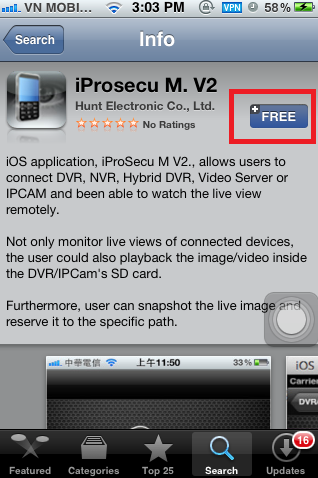 VN MOBI... 3:03 PM VPN 58%
Search
Info
iProsecu M. V2
Hunt Electronic Co., Ltd.
No Ratings
FREE
iOS application, iProSecu M V2., allows users to
connect DVR, NVR, Hybrid DVR, Video Server or
IPCAM and been able to watch the live view
remotely.
Not only monitor live views of connected devices,
the user could also playback the image/video inside
the DVR/IPCam's SD card.
Furthermore, user can snapshot the live image and
reserve it to the specific path.
中華電信 上午11:50 33%
iOS
Carrier
DVR/
Featured Categories Top 25 Search Updates
16